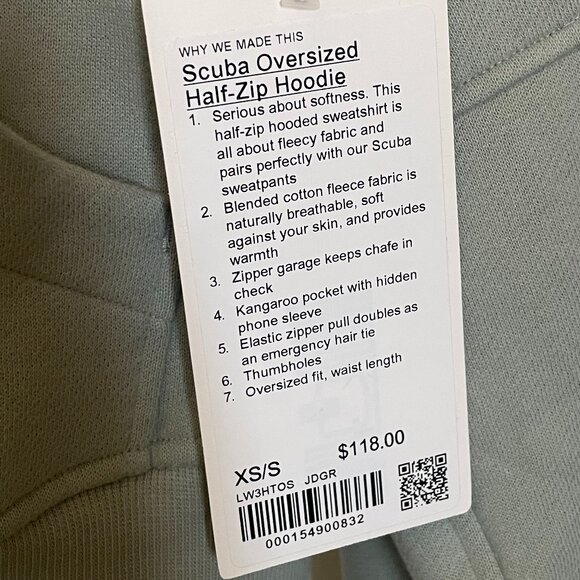 WHY WE MADE THIS
Scuba Oversized
Half-Zip Hoodie
1. Serious about softness. This
half-zip hooded sweatshirt is
all about fleecy fabric and
pairs perfectly with our Scuba
sweatpants
2. Blended cotton fleece fabric is
naturally breathable, soft
against your skin, and provides
warmth
3. Zipper garage keeps chafe in
check
4. Kangaroo pocket with hidden
phone sleeve
5. Elastic zipper pull doubles as
an emergency hair tie
6. Thumbholes
7. Oversized fit, waist length
XS/S $118.00
LW3HTOS JDGR
000154900832